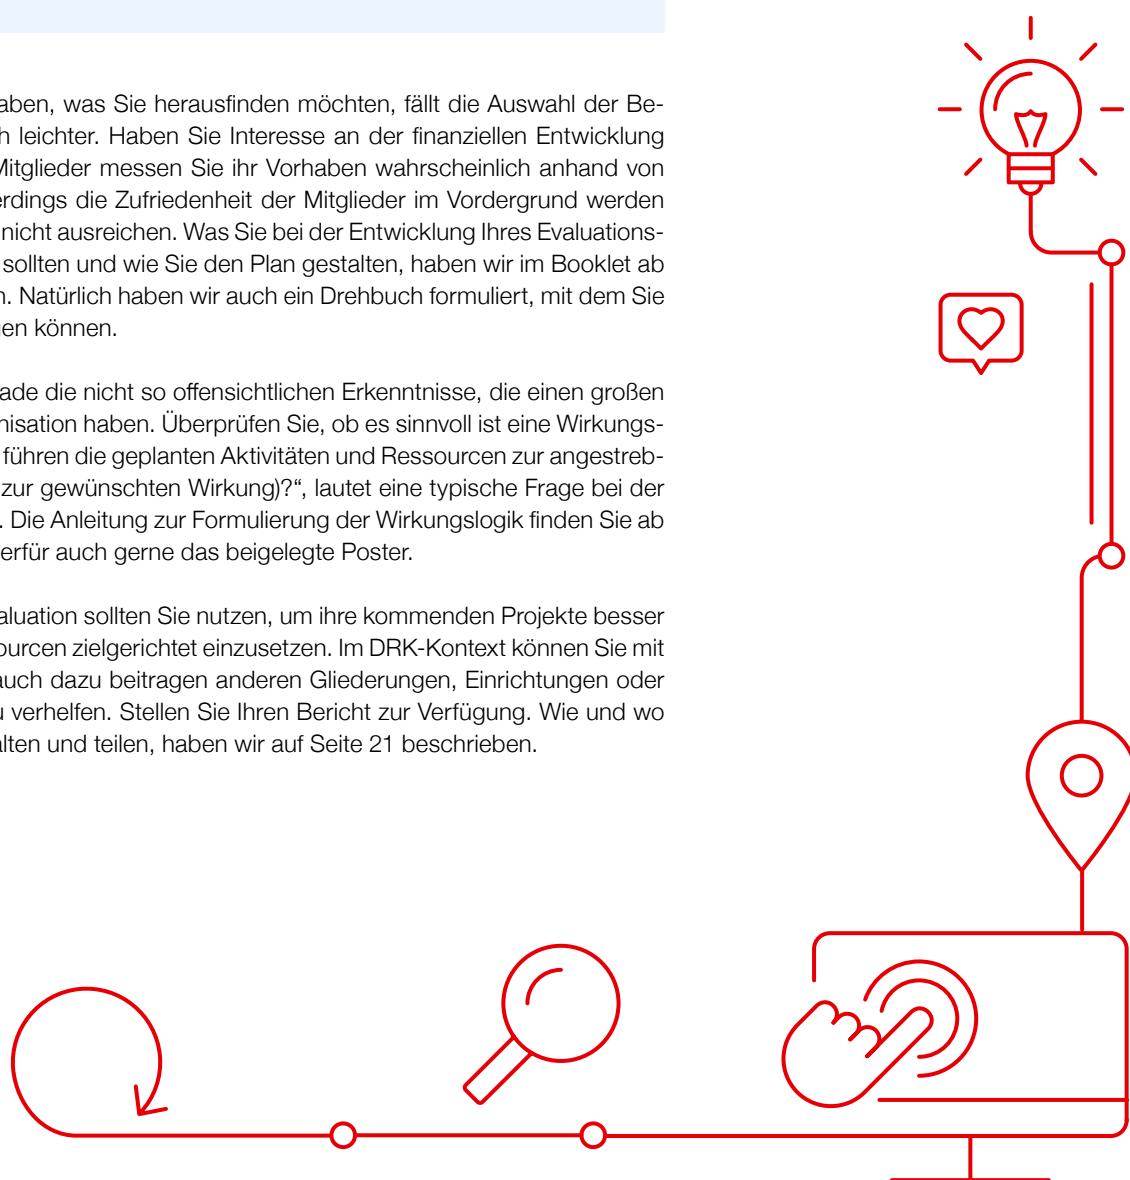 aben, was Sie herausfinden möchten, fällt die Auswahl der Be-
h leichter. Haben Sie Interesse an der finanziellen Entwicklung
Mitglieder messen Sie ihr Vorhaben wahrscheinlich anhand von
erdings die Zufriedenheit der Mitglieder im Vordergrund werden
nicht ausreichen. Was Sie bei der Entwicklung Ihres Evaluations-
sollten und wie Sie den Plan gestalten, haben wir im Booklet ab
n. Natürlich haben wir auch ein Drehbuch formuliert, mit dem Sie
gen können.
ade die nicht so offensichtlichen Erkenntnisse, die einen großen
nisation haben. Überprüfen Sie, ob es sinnvoll ist eine Wirkungs-
führen die geplanten Aktivitäten und Ressourcen zur angestreb-
zur gewünschten Wirkung)?“, lautet eine typische Frage bei der
. Die Anleitung zur Formulierung der Wirkungslogik finden Sie ab
erfür auch gerne das beigelegte Poster.
aluation sollten Sie nutzen, um ihre kommenden Projekte besser
ourcen zielgerichtet einzusetzen. Im DRK-Kontext können Sie mit
auch dazu beitragen anderen Gliederungen, Einrichtungen oder
u verhelfen. Stellen Sie Ihren Bericht zur Verfügung. Wie und wo
alten und teilen, haben wir auf Seite 21 beschrieben.